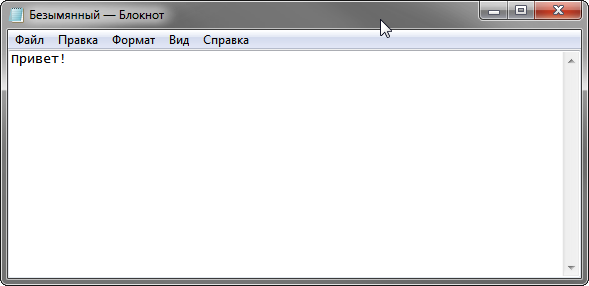 Безымянный — Блокнот
Файл Правка Формат Вид Справка
Привет!